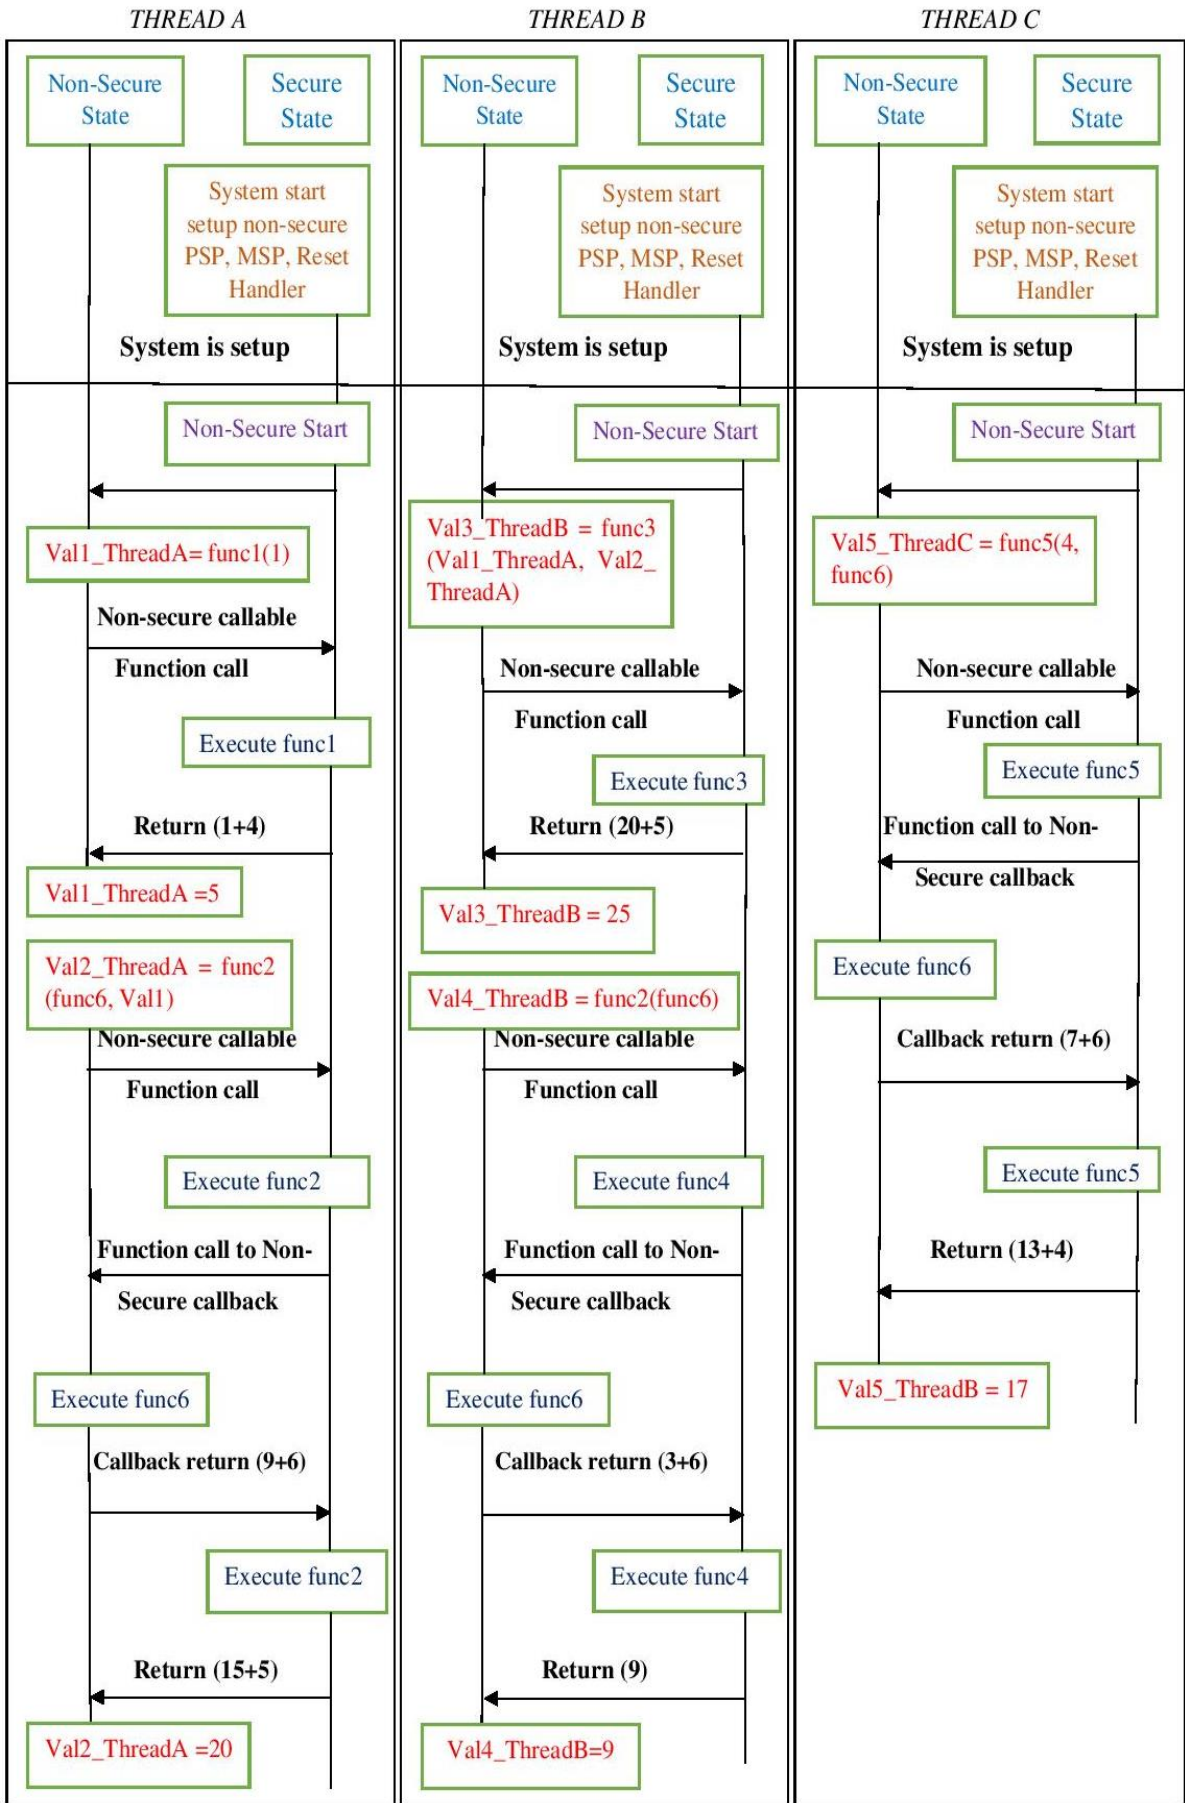 THREAD A
Non-Secure
State
Secure
State
System start
setup non-secure
PSP, MSP, Reset
Handler
System is setup
Non-Secure Start
Val1_ThreadA= func1(1)
Non-secure callable
Function call
Execute func1
Return (1+4)
Val1_ThreadA =5
Val2_ThreadA = func2
(func6, Val1)
Non-secure callable
Function call
Execute func2
Function call to Non-
Secure callback
Execute func6
Callback return (9+6)
Execute func2
Return (15+5)
Val2_ThreadA =20
THREAD B
Non-Secure
State
Secure
State
System start
setup non-secure
PSP, MSP, Reset
Handler
System is setup
Non-Secure Start
Val3_ThreadB = func3
(Val1_ThreadA, Val2_
ThreadA)
Non-secure callable
Function call
Execute func3
Return (20+5)
Val3_ThreadB = 25
Val4_ThreadB = func2(func6)
Non-secure callable
Function call
Execute func4
Function call to Non-
Secure callback
Execute func6
Callback return (3+6)
Execute func4
Return (9)
Val4_ThreadB=9
THREAD C
Non-Secure
State
Secure
State
System start
setup non-secure
PSP, MSP, Reset
Handler
System is setup
Non-Secure Start
Val5_ThreadC = func5(4,
func6)
Non-secure callable
Function call
Execute func5
Function call to Non-
Secure callback
Execute func6
Callback return (7+6)
Execute func5
Return (13+4)
Val5_ThreadB = 17